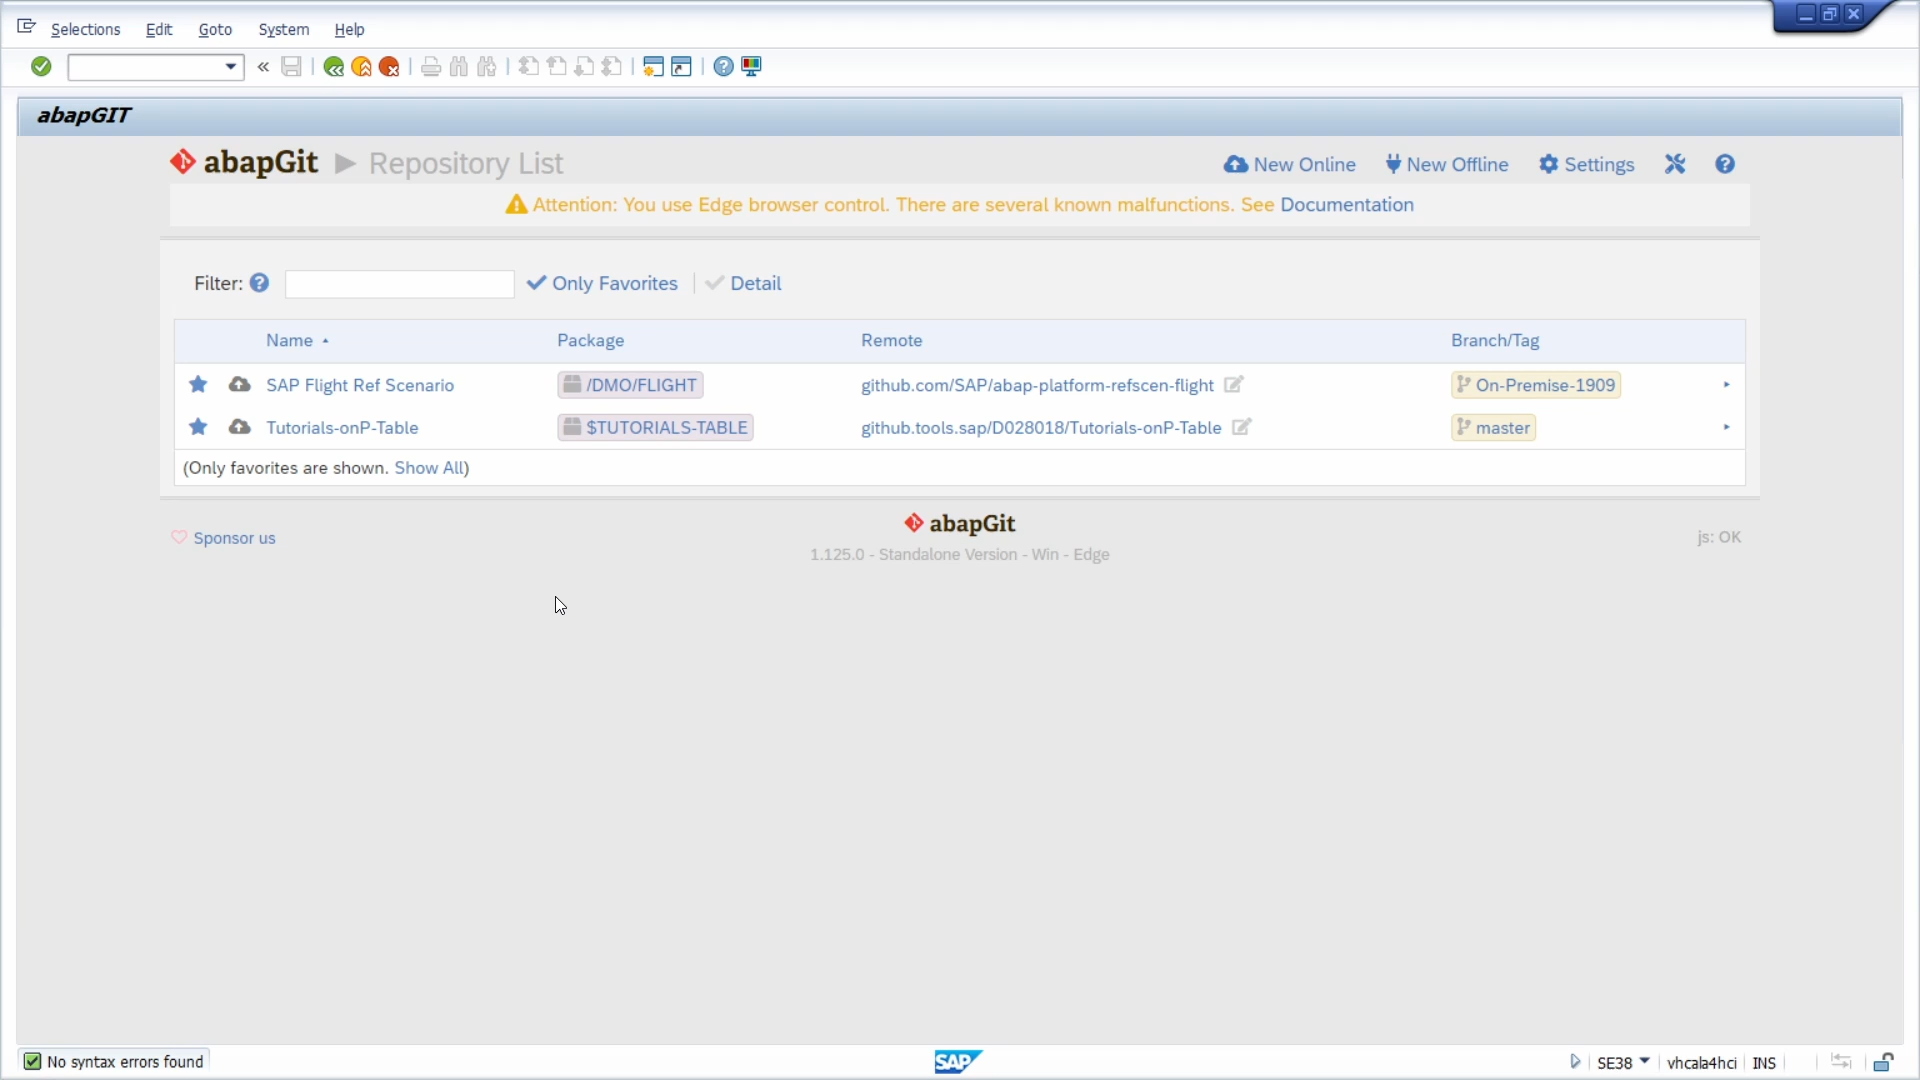 Selections Edit Goto System Help
abapGIT
abapGit Repository List New Online New Offline Settings
Attention: You use Edge browser control. There are several known malfunctions. See Documentation
Filter: Only Favorites Detail
Name Package Remote Branch/Tag
SAP Flight Ref Scenario /DMO/FLIGHT github.com/SAP/abap-platform-refscen-flight On-Premise-1909
Tutorials-onP-Table $TUTORIALS-TABLE github.tools.sap/D028018/Tutorials-onP-Table master
(Only favorites are shown. Show All)
abapGit
Sponsor us js: OK
1.125.0 - Standalone Version - Win - Edge
No syntax errors found SAP SE38 vhcala4hci INS